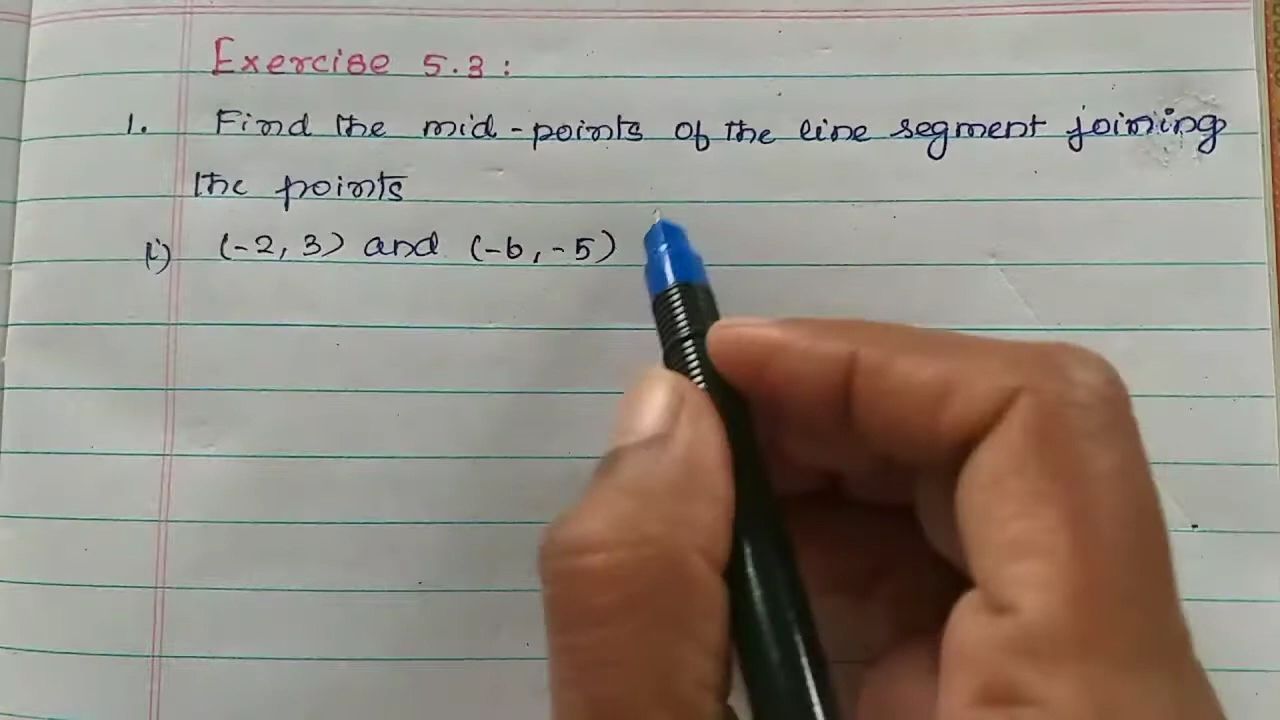 Exercise 5.3:
1. Find the mid-points of the line segment joining
the points
(i) (-2, 3) and (-6, -5)